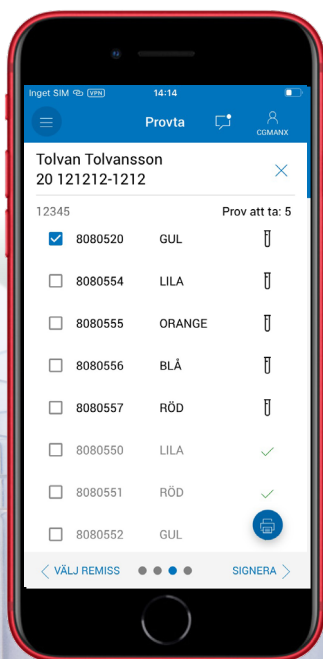 Iget SIM VPN 14:14
Provta
CGMANX
Tolvan Tolvansson
20 121212-1212
12345 Prov att ta: 5
8080520 GUL
8080554 LILA
8080555 ORANGE
8080556 BLÅ
8080557 RÖD
8080550 LILA
8080551 RÖD
8080552 GUL
VÄLJ REMISS SIGNERA